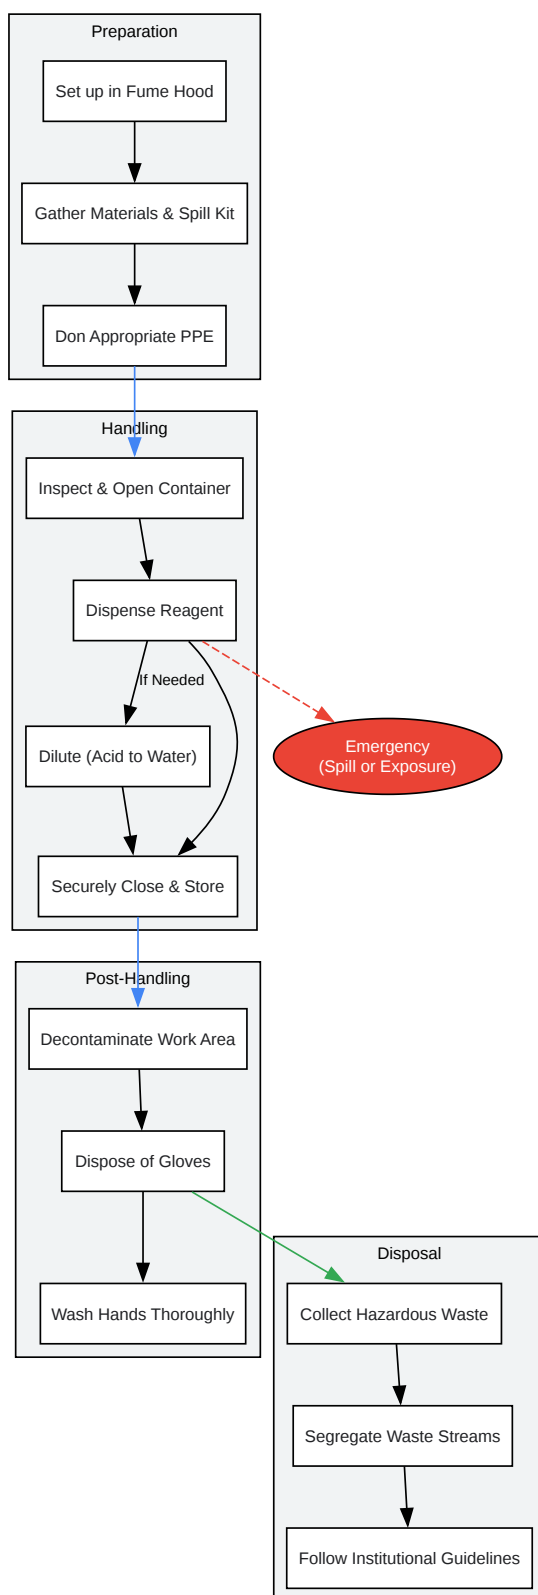 Preparation
Set up in Fume Hood
Gather Materials & Spill Kit
Don Appropriate PPE
Handling
Inspect & Open Container
Dispense Reagent
If Needed
Dilute (Acid to Water)
Emergency
(Spill or Exposure)
Securely Close & Store
Post-Handling
Decontaminate Work Area
Dispose of Gloves
Wash Hands Thoroughly
Disposal
Collect Hazardous Waste
Segregate Waste Streams
Follow Institutional Guidelines